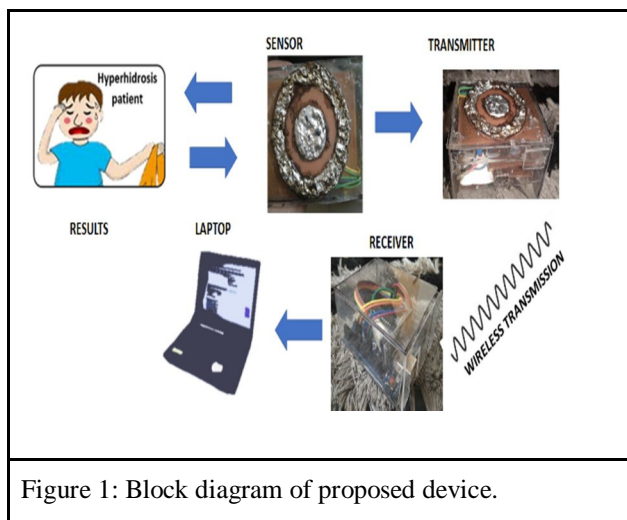 SENSOR
TRANSMITTER
Hyperhidrosis
patient
RESULTS
LAPTOP
RECEIVER
WIRELESS TRANSMISSION
Figure 1: Block diagram of proposed device.